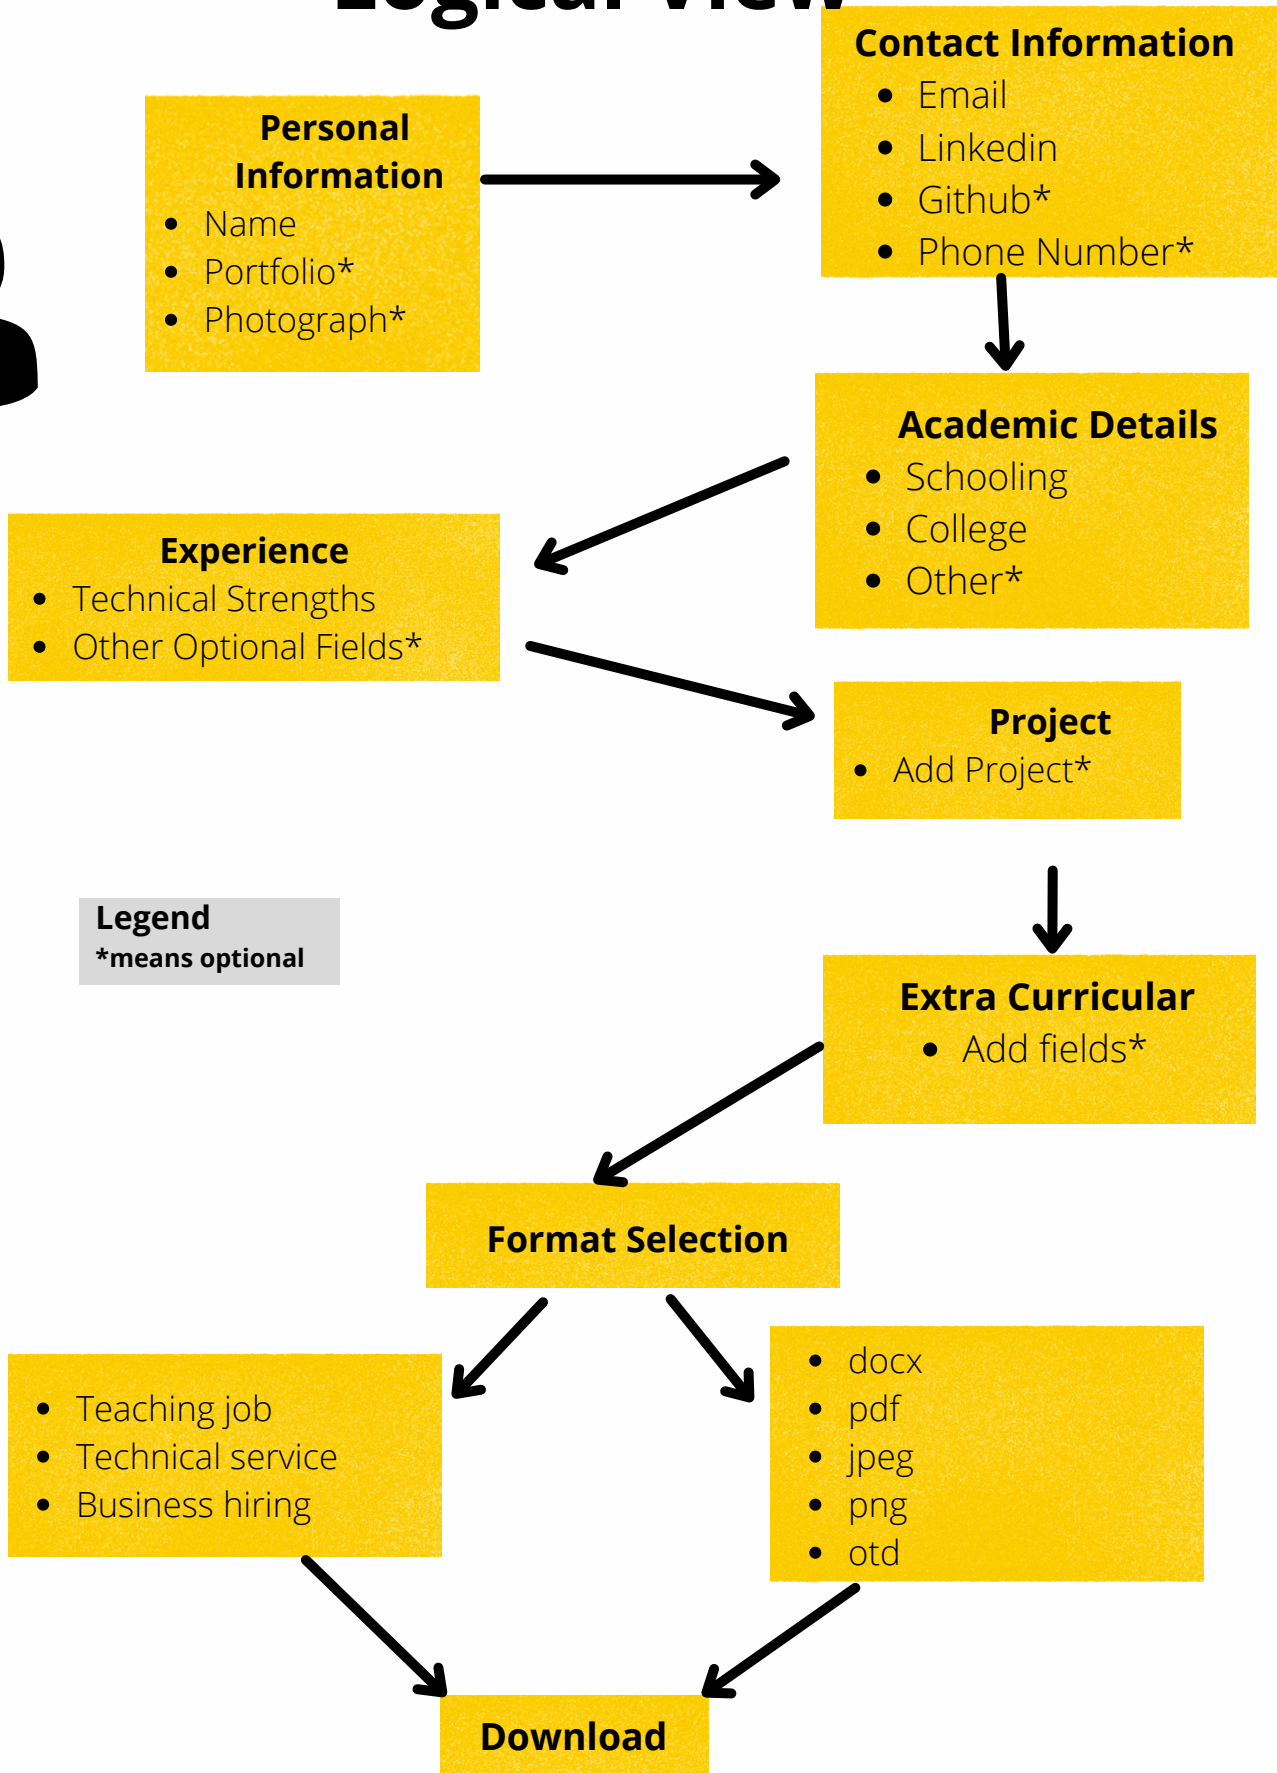 Logical View
Personal
Information
• Name
• Portfolio*
• Photograph*
Contact Information
• Email
• Linkedin
• Github*
• Phone Number*
Academic Details
• Schooling
• College
• Other*
Experience
• Technical Strengths
• Other Optional Fields*
Project
• Add Project*
Legend
*means optional
Extra Curricular
• Add fields*
Format Selection
• Teaching job
• Technical service
• Business hiring
• docx
• pdf
• jpeg
• png
• otd
Download